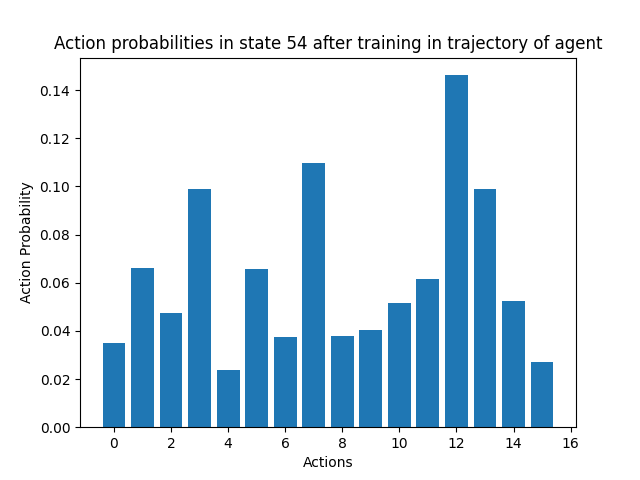 Action probabilities in state 54 after training in trajectory of agent
0.14
0.12
0.10
0.08
0.06
0.04
0.02
0.00
Action Probability
0 2 4 6 8 10 12 14 16
Actions